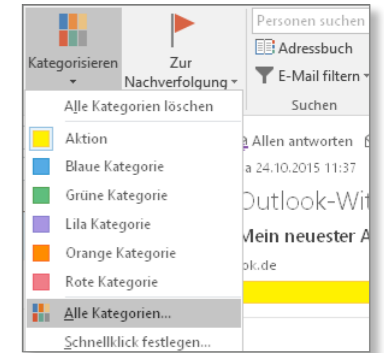 Kategorisieren
Zur
Nachverfolgung
Personen suchen
Adressbuch
E-Mail filtern
Suchen
Alle Kategorien löschen
Aktion
Blaue Kategorie
Grüne Kategorie
Lila Kategorie
Orange Kategorie
Rote Kategorie
Alle Kategorien...
Schnellklick festlegen...
Allen antworten
24.10.2015 11:37
Outlook-Wit
Mein neuester A
ok.de